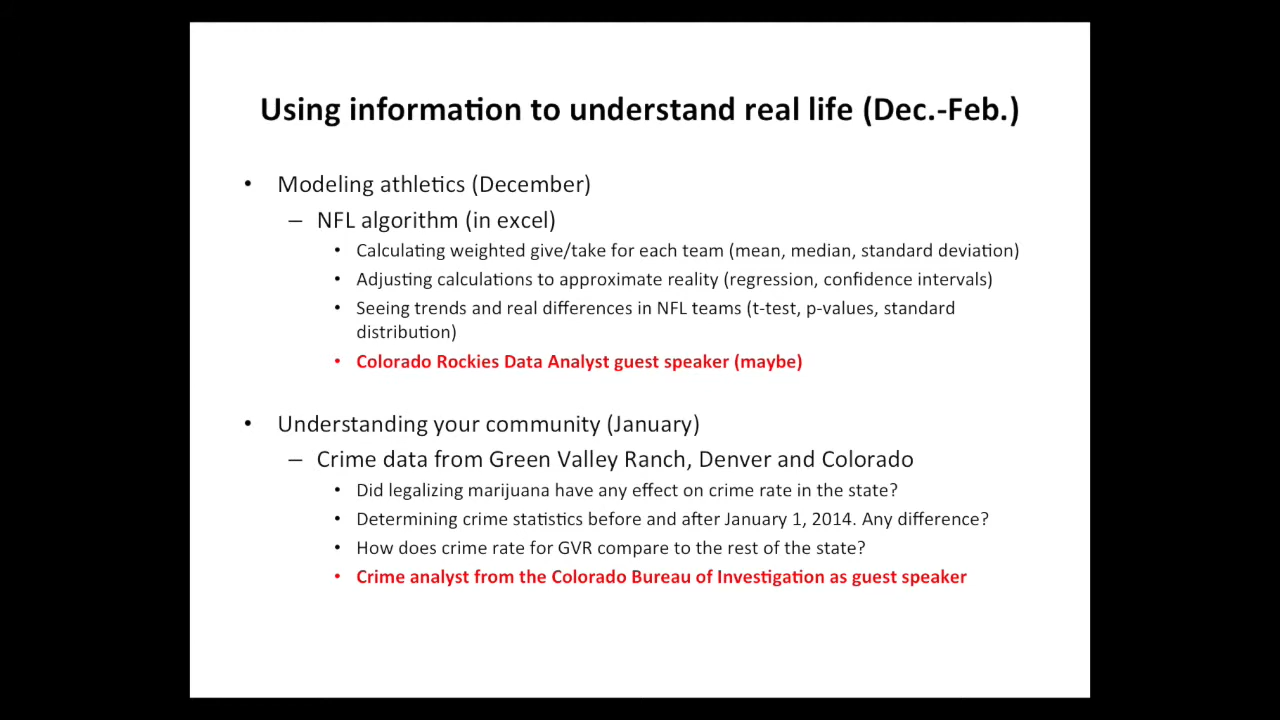 Using information to understand real life (Dec.-Feb.)
• Modeling athletics (December)
– NFL algorithm (in excel)
• Calculating weighted give/take for each team (mean, median, standard deviation)
• Adjusting calculations to approximate reality (regression, confidence intervals)
• Seeing trends and real differences in NFL teams (t-test, p-values, standard
distribution)
• Colorado Rockies Data Analyst guest speaker (maybe)
• Understanding your community (January)
– Crime data from Green Valley Ranch, Denver and Colorado
• Did legalizing marijuana have any effect on crime rate in the state?
• Determining crime statistics before and after January 1, 2014. Any difference?
• How does crime rate for GVR compare to the rest of the state?
• Crime analyst from the Colorado Bureau of Investigation as guest speaker